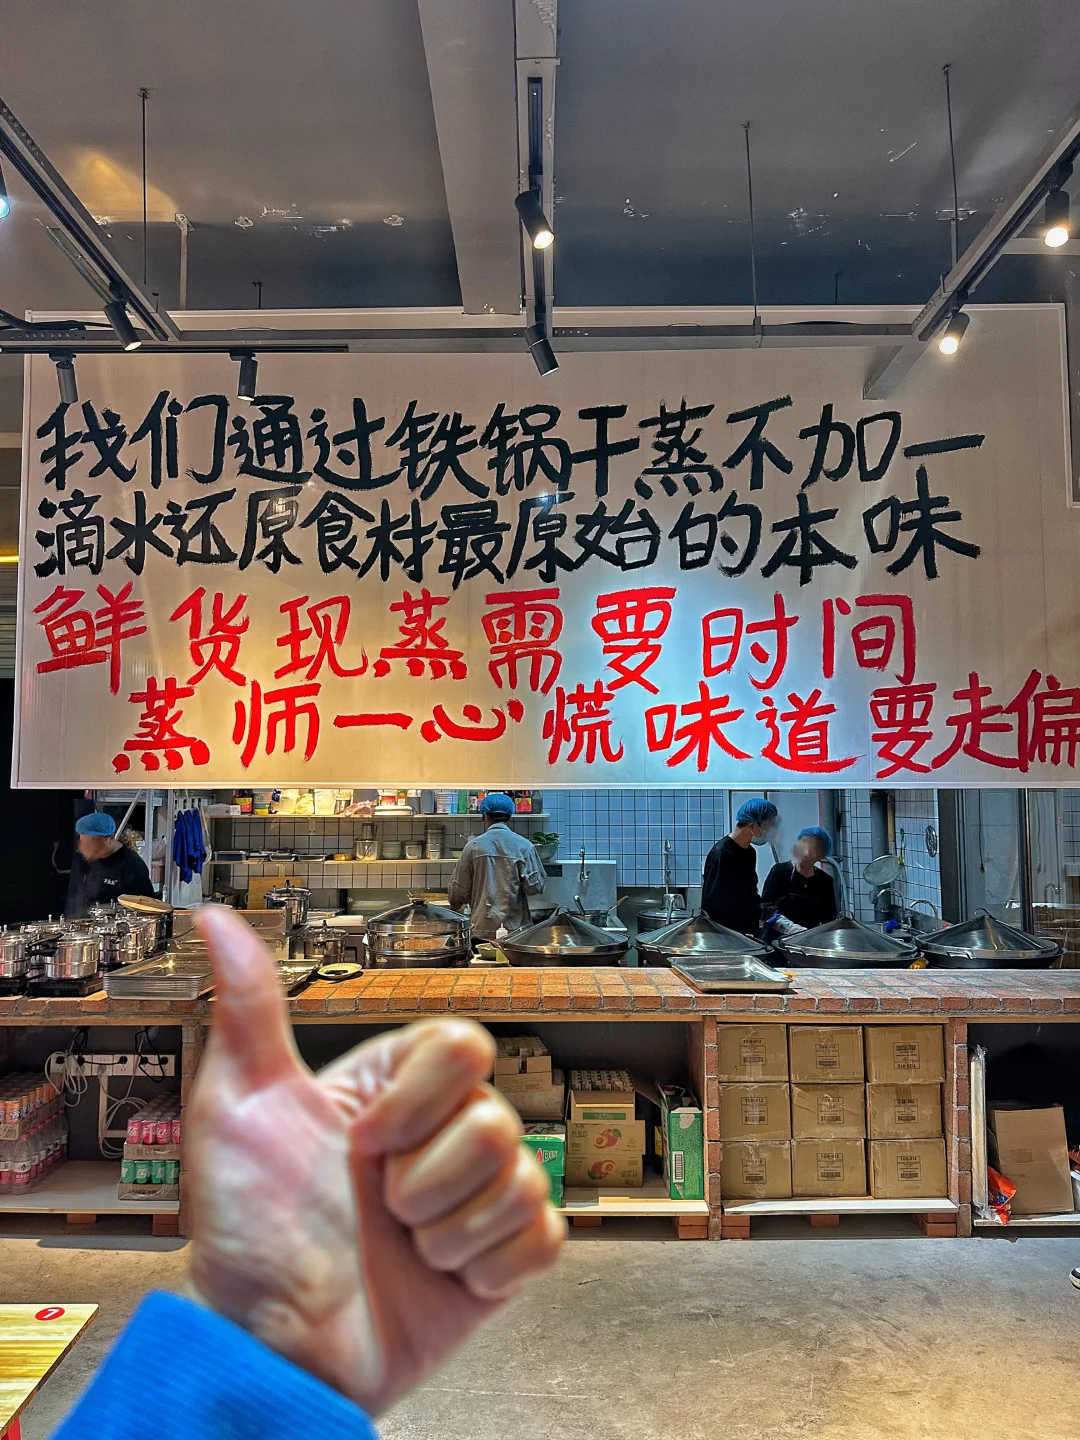 我们通过铁锅干蒸不加一
滴水还原食材最原始的本味
鲜货现蒸需要时间
蒸师一心慌味道要走偏
7